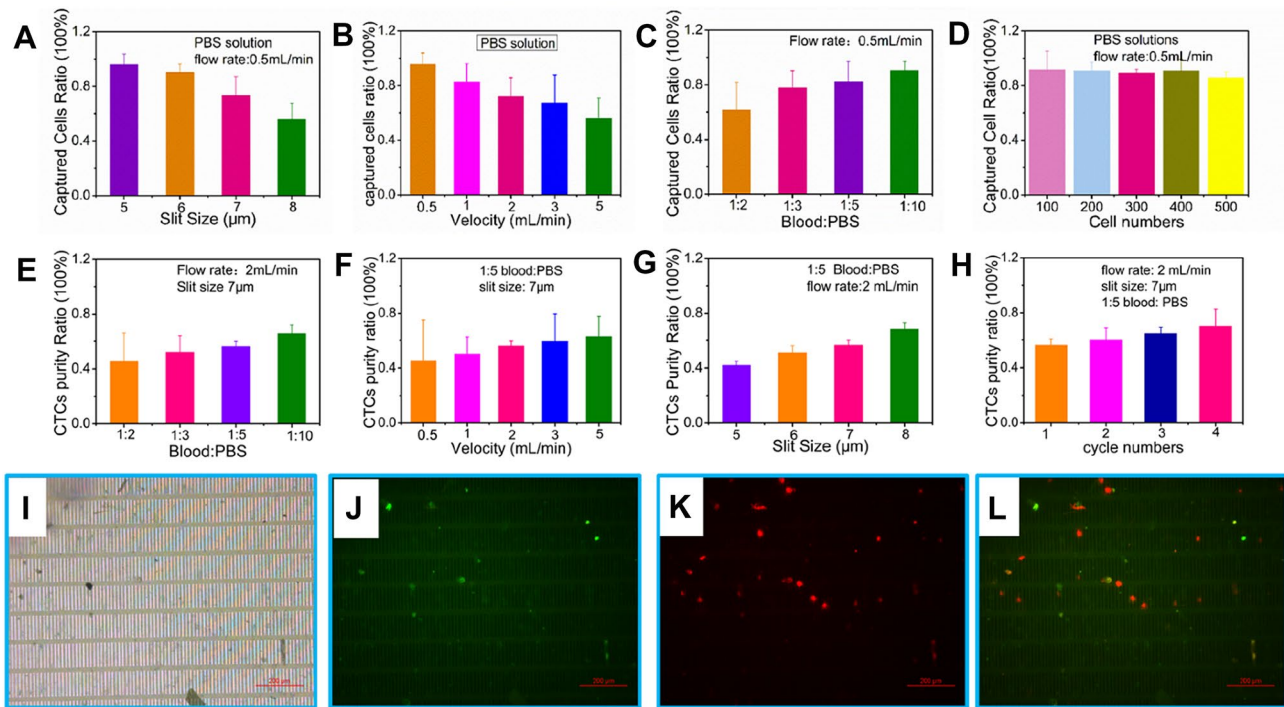 A
Captured Cells Ratio (100%)
1.2
0.8
0.4
0.0
PBS solution
flow rate:0.5mL/min
5 6 7 8
Slit Size (µm)
B
captured cells ratio (100%)
1.2
0.8
0.4
0.0
PBS solution
0.5 1 2 3 5
Velocity (mL/min)
C
Captured Cell Ratio (100%)
1.2
0.8
0.4
0.0
Flow rate: 0.5mL/min
1:2 1:3 1:5 1:10
Blood:PBS
D
Captured Cell Ratio(100%)
1.2
0.8
0.4
0.0
PBS solutions
flow rate:0.5mL/min
100 200 300 400 500
Cell numbers
E
CTCs purity Ratio (100%)
1.2
0.8
0.4
0.0
Flow rate: 2mL/min
Slit size 7µm
1:2 1:3 1:5 1:10
Blood:PBS
F
CTCs purity ratio (100%)
1.2
0.8
0.4
0.0
1:5 blood:PBS
slit size: 7µm
0.5 1 2 3 5
Velocity (mL/min)
G
CTCs Purity Ratio (100%)
1.2
0.8
0.4
0.0
1:5 Blood:PBS
flow rate:2 mL/min
5 6 7 8
Slit Size (µm)
H
CTCs purity ratio (100%)
1.2
0.8
0.4
0.0
flow rate: 2 mL/min
slit size: 7µm
1:5 blood: PBS
1 2 3 4
cycle numbers
I
200 µm
J
200 µm
K
200 µm
L
200 µm